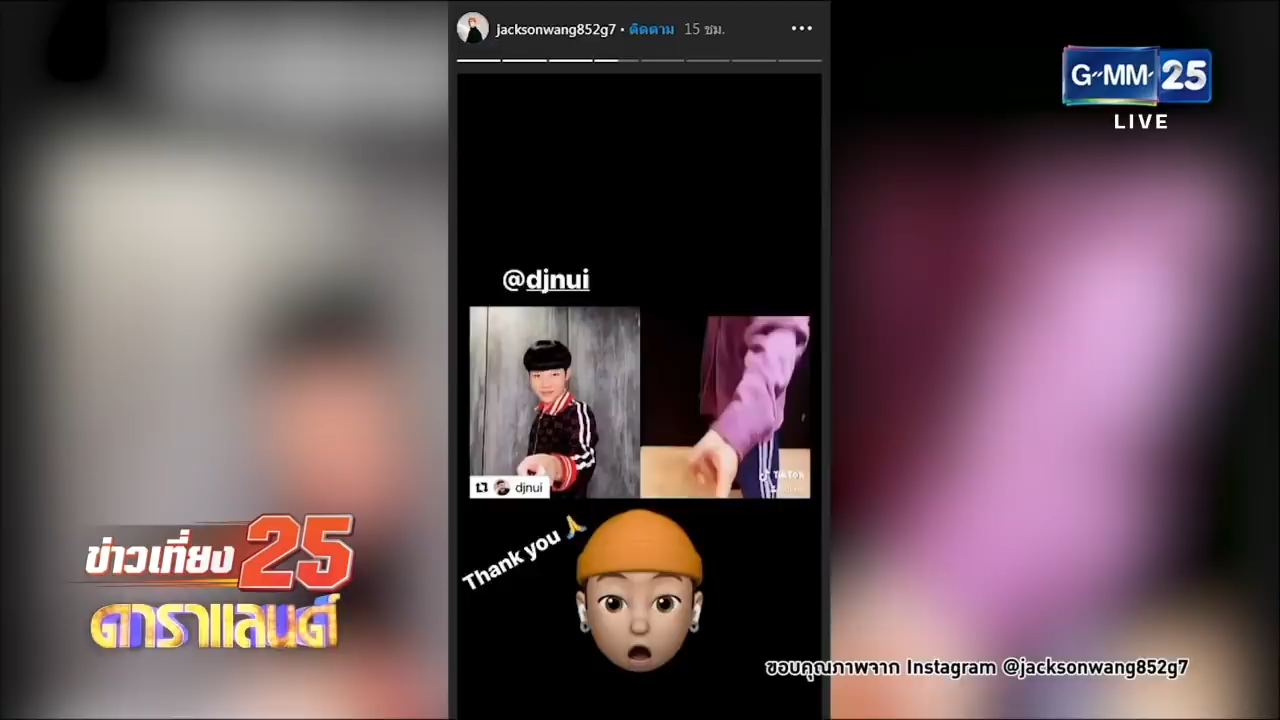 jacksonwang852g7 • ติดตาม 15 ชม.
GMM 25
LIVE
@djnui
TikTok
djnui
Thank you 🙏
ข่าวเที่ยง 25
ดาราแลนด์
ขอบคุณภาพจาก Instagram @jacksonwang852g7